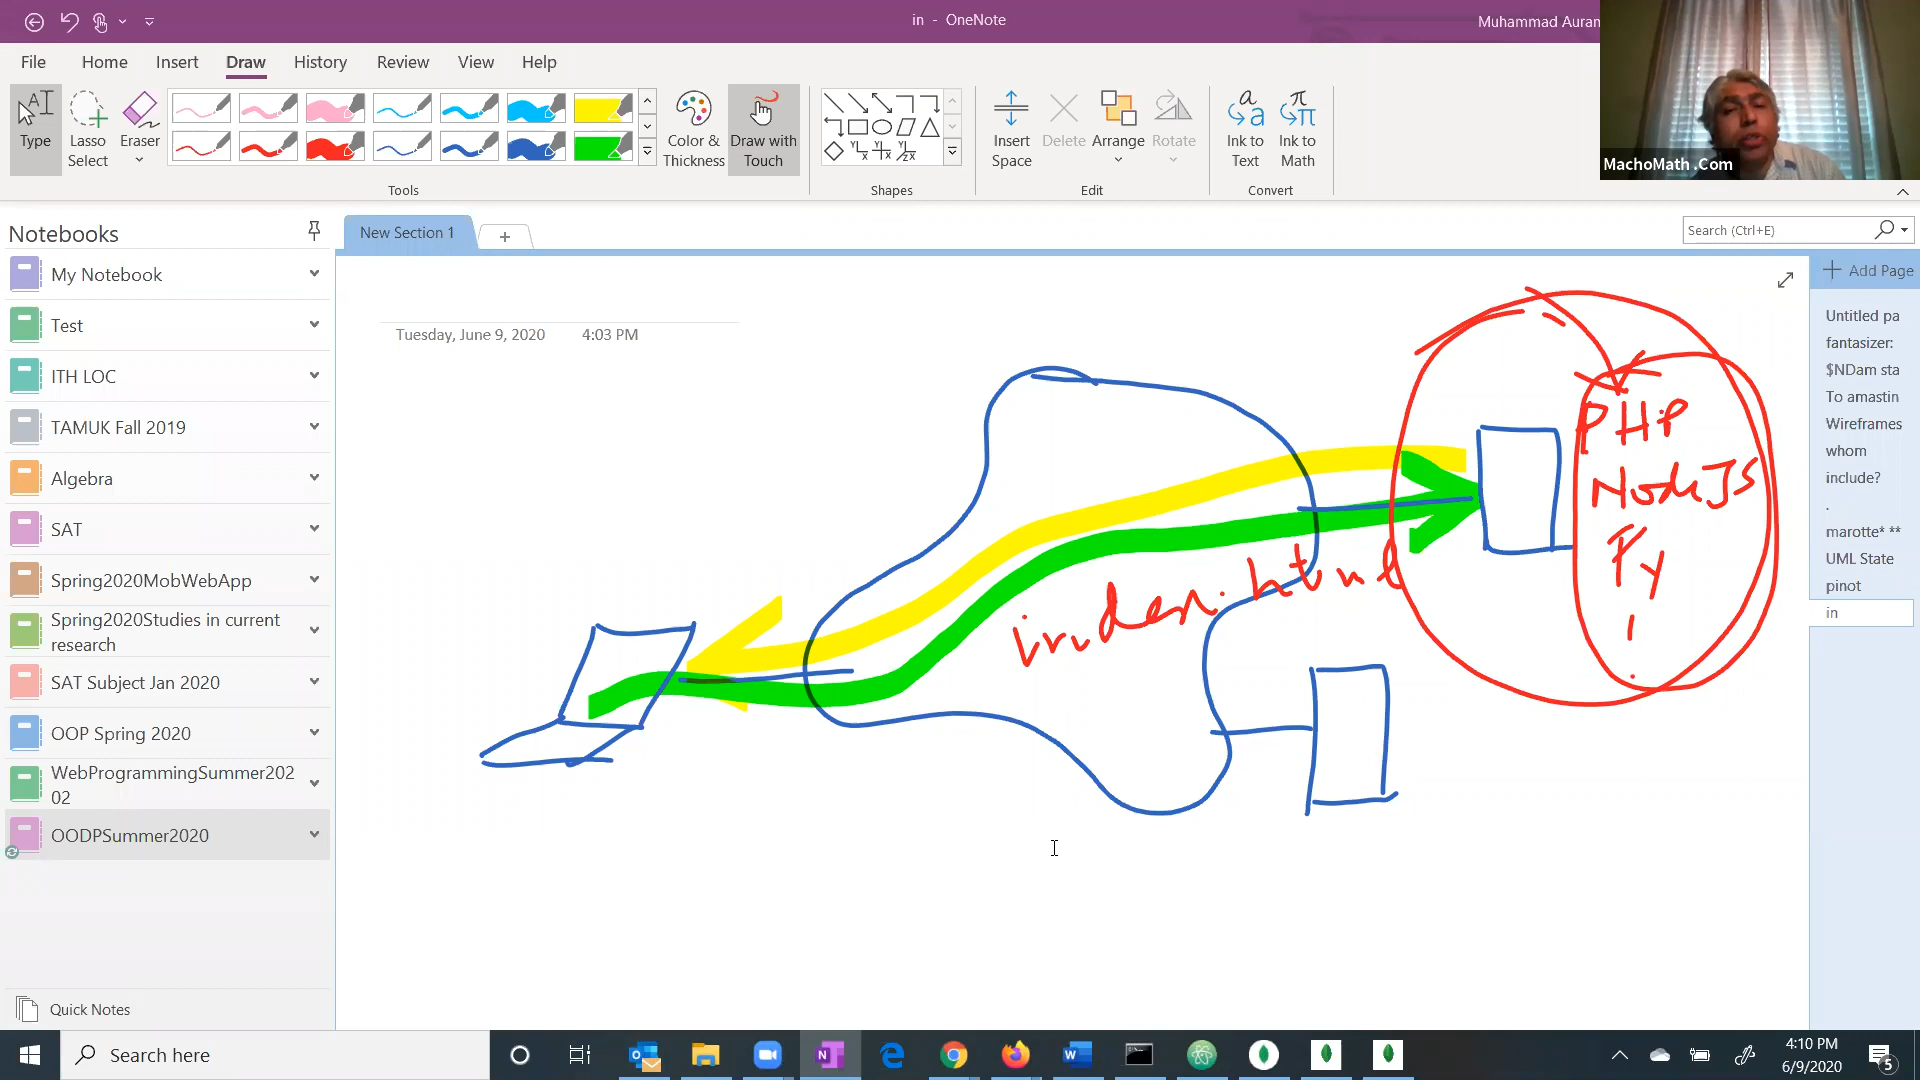 in - OneNote
Muhammad Auran
File Home Insert Draw History Review View Help
Type
Lasso Select
Eraser
Color & Thickness
Draw with Touch
Insert Space
Delete
Arrange
Rotate
Ink to Text
Ink to Math
Tools
Shapes
Edit
Convert
MachoMath .Com
Notebooks
New Section 1
Search (Ctrl+E)
My Notebook
Test
ITH LOC
TAMUK Fall 2019
Algebra
SAT
Spring2020MobWebApp
Spring2020Studies in current
research
SAT Subject Jan 2020
OOP Spring 2020
WebProgrammingSummer202
02
OODPSummer2020
Quick Notes
Tuesday, June 9, 2020 4:03 PM
PHP
NodeJS
Py
index.html
Add Page
Untitled pa
fantasizer:
$NDam sta
To amastin
Wireframes
whom
include?
.
marotte* **
UML State
pinot
in
Search here
4:10 PM
6/9/2020
5